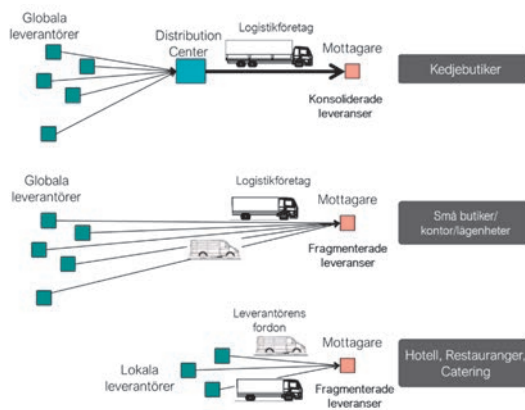 Globala
leverantörer
Distribution
Center
Logistikföretag
Mottagare
Konsoliderade
leveranser
Kedjebutiker
Globala
leverantörer
Logistikföretag
Mottagare
Fragmenterade
leveranser
Små butiker/
kontor/lägenheter
Lokala
leverantörer
Leverantörens
fordon
Mottagare
Fragmenterade
leveranser
Hotell, Restauranger,
Catering